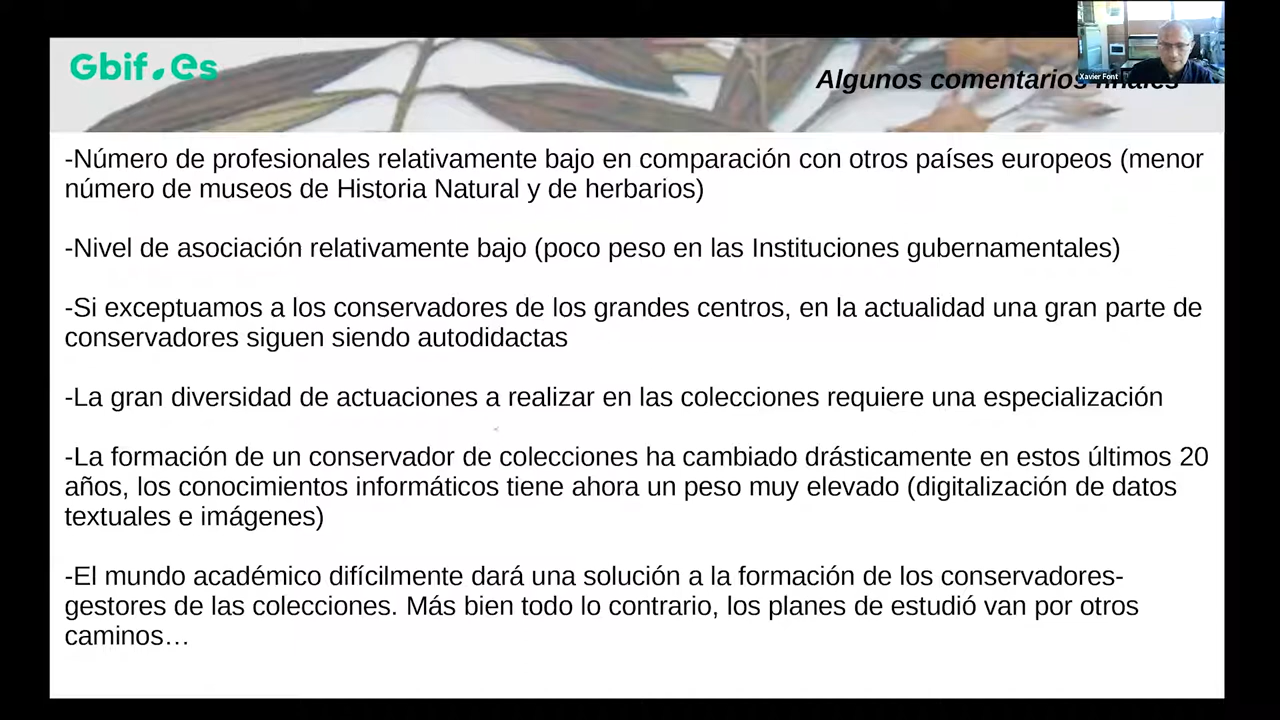 Gbif.es
Xavier Font
Algunos comentarios finales
-Número de profesionales relativamente bajo en comparación con otros países europeos (menor
número de museos de Historia Natural y de herbarios)
-Nivel de asociación relativamente bajo (poco peso en las Instituciones gubernamentales)
-Si exceptuamos a los conservadores de los grandes centros, en la actualidad una gran parte de
conservadores siguen siendo autodidactas
-La gran diversidad de actuaciones a realizar en las colecciones requiere una especialización
-La formación de un conservador de colecciones ha cambiado drásticamente en estos últimos 20
años, los conocimientos informáticos tiene ahora un peso muy elevado (digitalización de datos
textuales e imágenes)
-El mundo académico difícilmente dará una solución a la formación de los conservadores-
gestores de las colecciones. Más bien todo lo contrario, los planes de estudió van por otros
caminos…